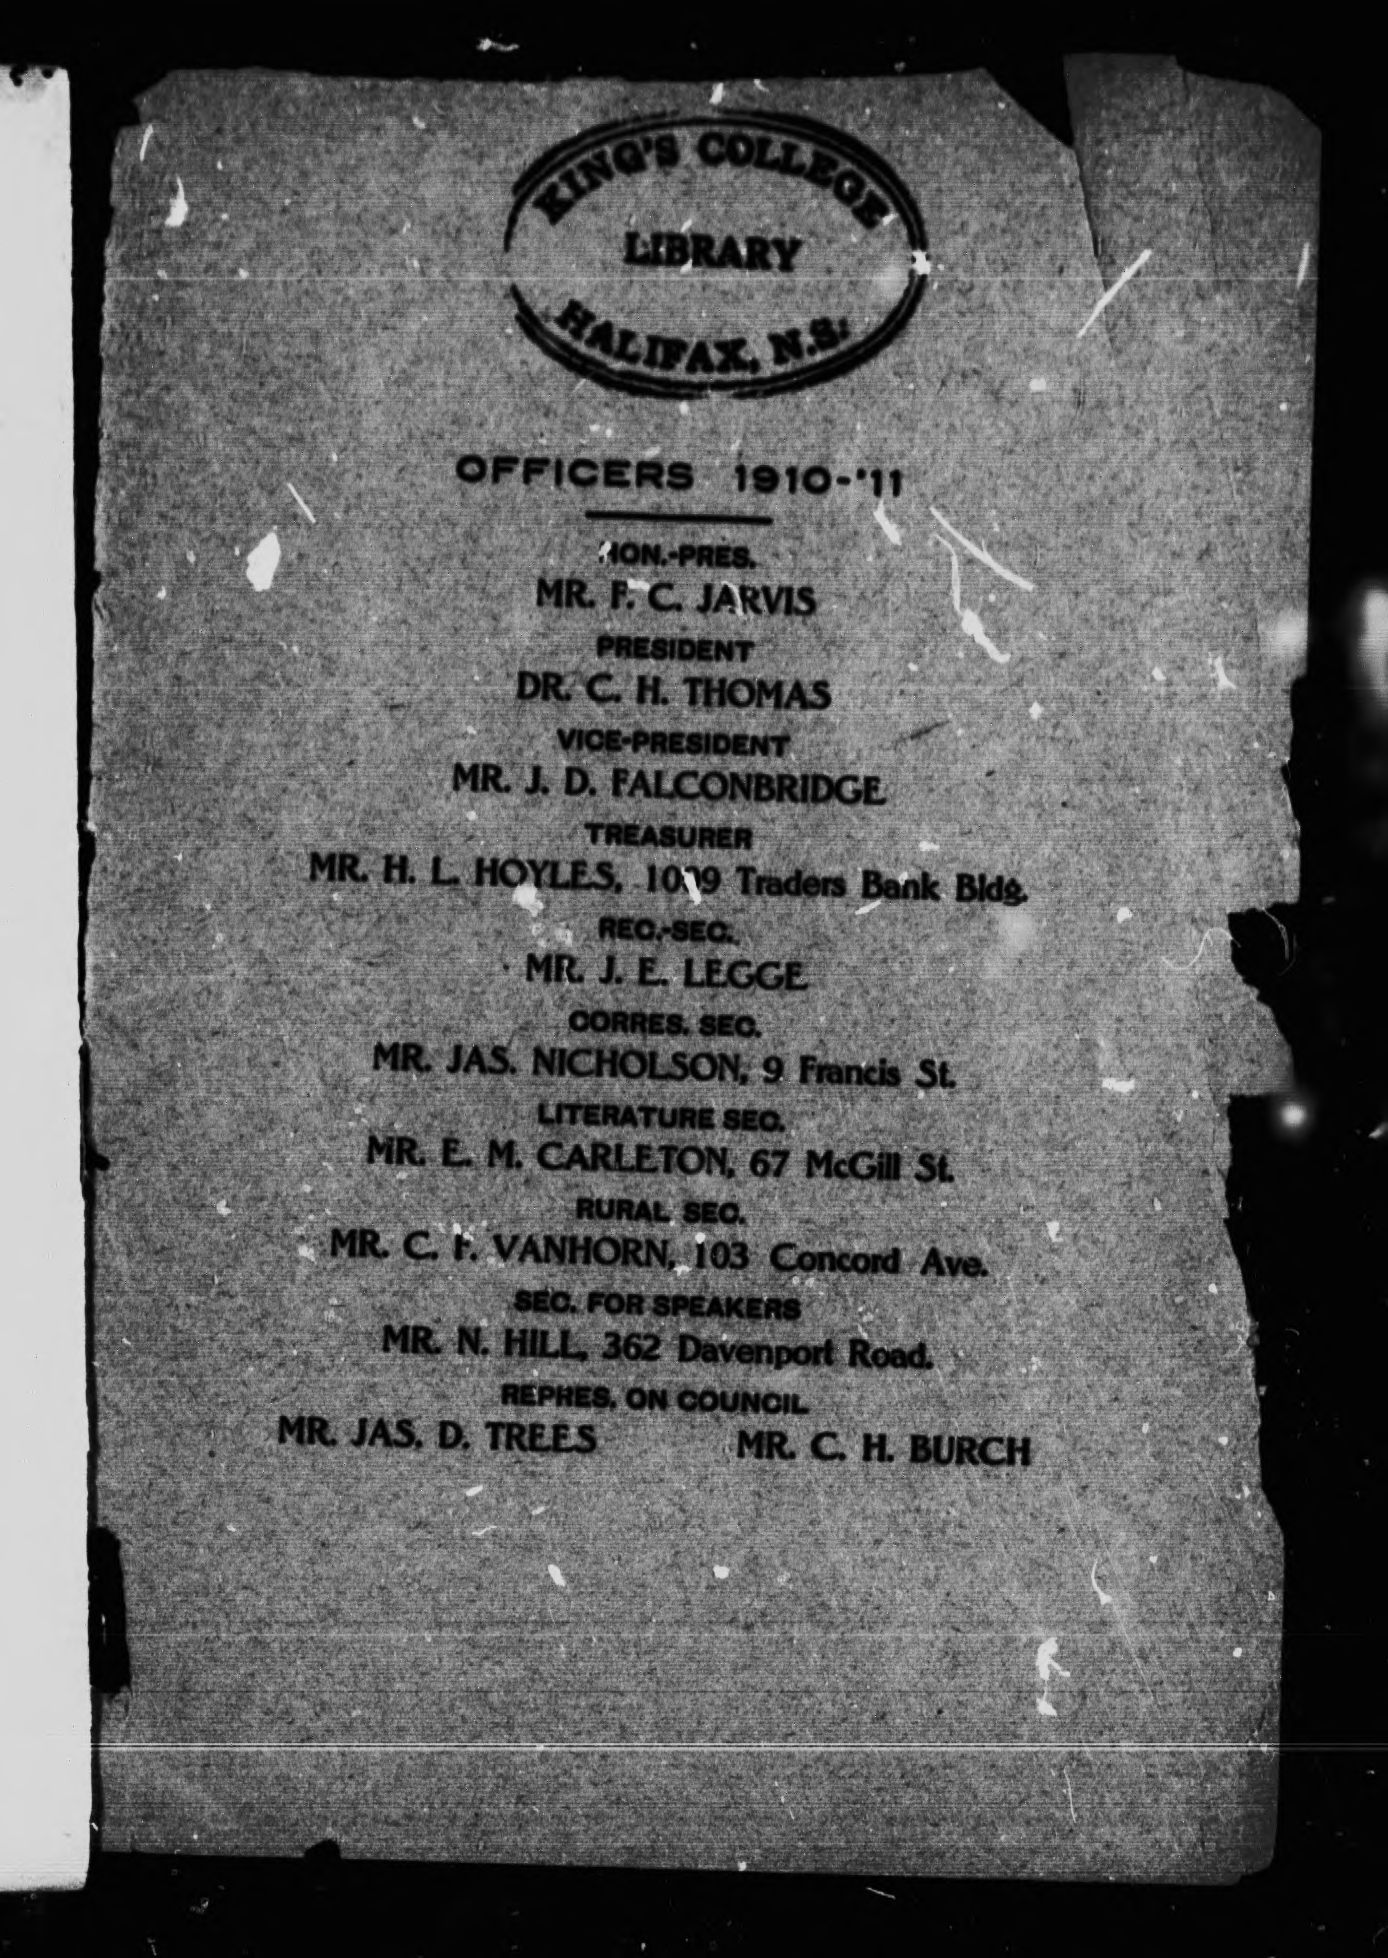 KING'S COLLEGE
LIBRARY
HALIFAX, N.S.
OFFICERS 1910-'11
HON.-PRES.
MR. F. C. JARVIS
PRESIDENT
DR. C. H. THOMAS
VICE-PRESIDENT
MR. J. D. FALCONBRIDGE
TREASURER
MR. H. L. HOYLES, 1009 Traders Bank Bldg.
REC.-SEC.
MR. J. E. LEGGE
CORRES. SEC.
MR. JAS. NICHOLSON, 9 Francis St.
LITERATURE SEC.
MR. E. M. CARLETON, 67 McGill St.
RURAL SEC.
MR. C. F. VANHORN, 103 Concord Ave.
SEC. FOR SPEAKERS
MR. N. HILL, 362 Davenport Road.
REPRES. ON COUNCIL
MR. JAS. D. TREES MR. C. H. BURCH